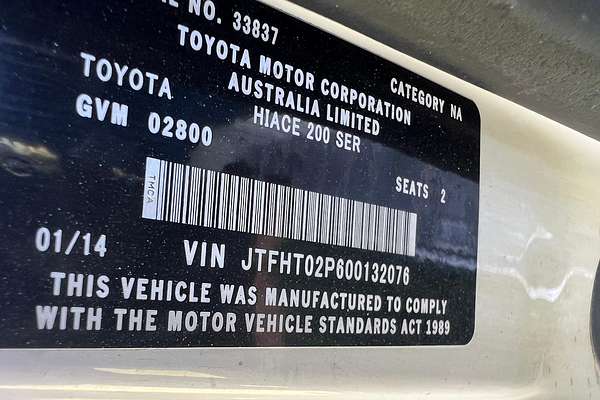 NO. 33837
TOYOTA MOTOR CORPORATION
AUSTRALIA LIMITED
CATEGORY NA
TOYOTA
HIACE 200 SER
GVM 02800
SEATS 2
TMCA
01/14
VIN JTFHT02P600132076
THIS VEHICLE WAS MANUFACTURED TO COMPLY
WITH THE MOTOR VEHICLE STANDARDS ACT 1989